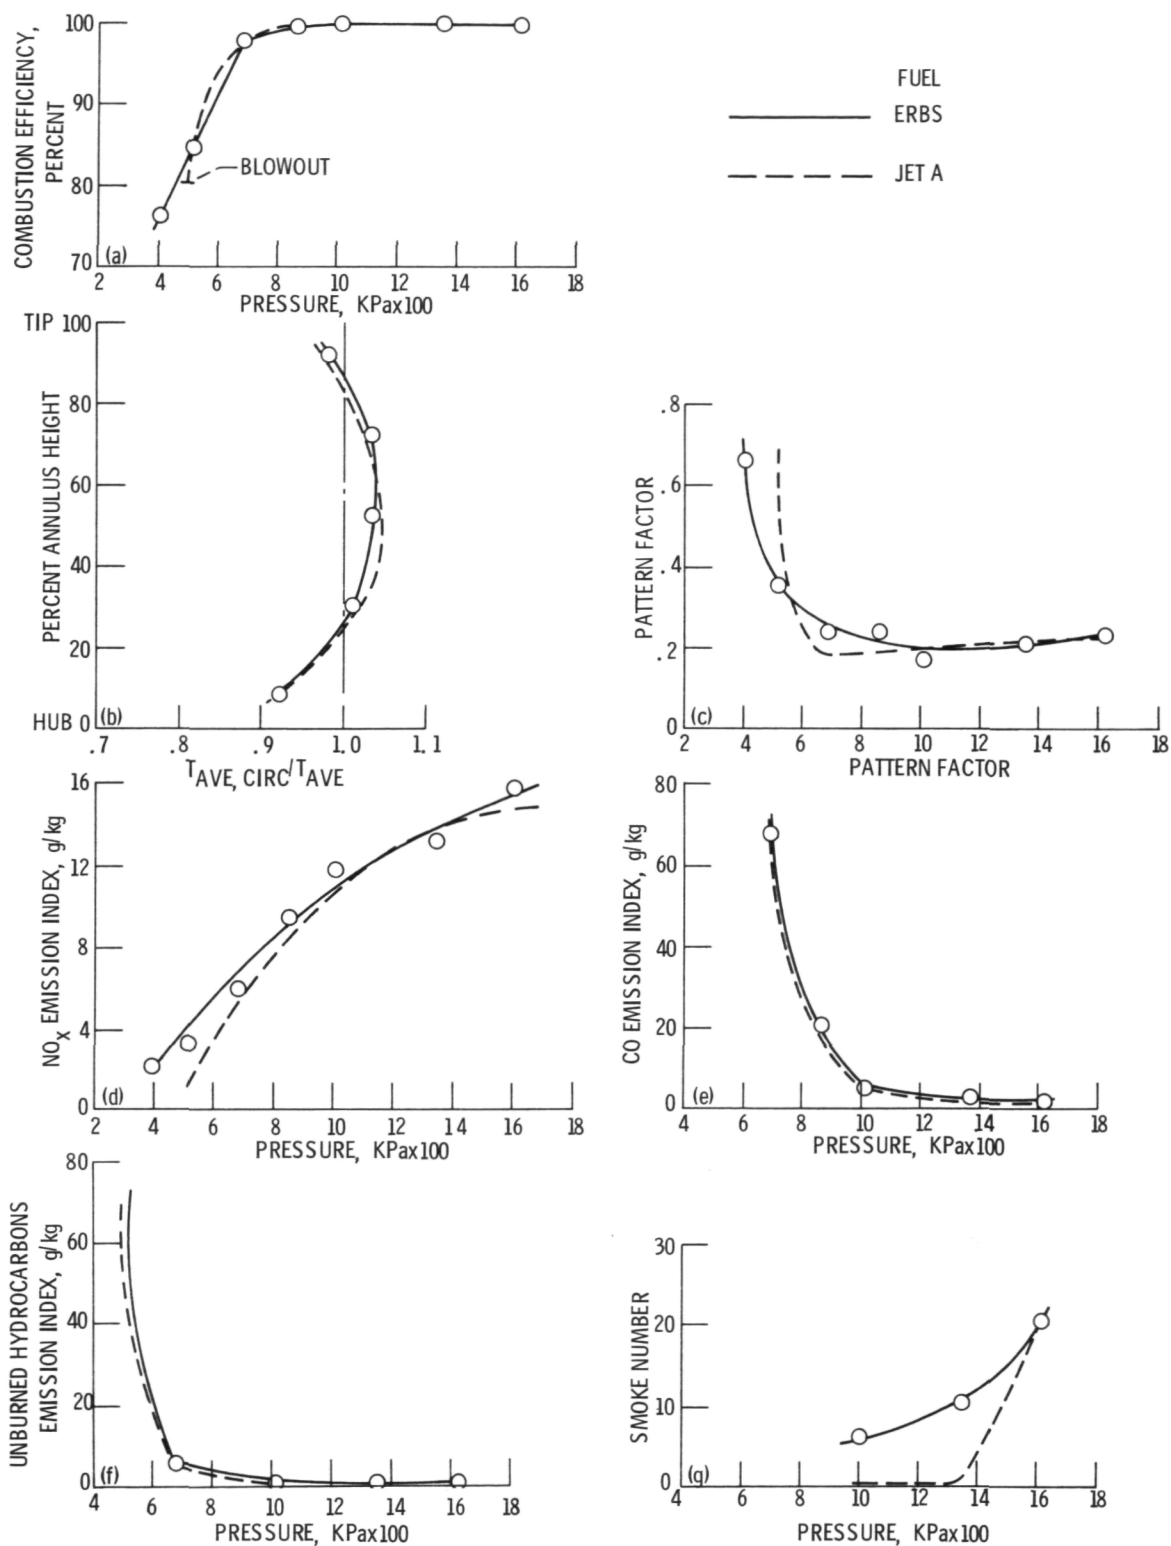 COMBUSTION EFFICIENCY,
PERCENT
100
90
80
70
(a)
BLOWOUT
2 4 6 8 10 12 14 16 18
PRESSURE, KPax100
FUEL
ERBS
JET A
PERCENT ANNULUS HEIGHT
TIP 100
80
60
40
20
HUB 0
(b)
.7 .8 .9 1.0 1.1
TAVE, CIRC/TAVE
PATTERN FACTOR
.8
.6
.4
.2
0
(c)
2 4 6 8 10 12 14 16 18
PATTERN FACTOR
NOX EMISSION INDEX, g/kg
16
12
8
4
0
(d)
2 4 6 8 10 12 14 16 18
PRESSURE, KPax100
CO EMISSION INDEX, g/kg
80
60
40
20
0
(e)
4 6 8 10 12 14 16 18
PRESSURE, KPax100
UNBURNED HYDROCARBONS
EMISSION INDEX, g/kg
80
60
40
20
0
(f)
4 6 8 10 12 14 16 18
PRESSURE, KPax100
SMOKE NUMBER
30
20
10
0
(g)
4 6 8 10 12 14 16 18
PRESSURE, KPax100